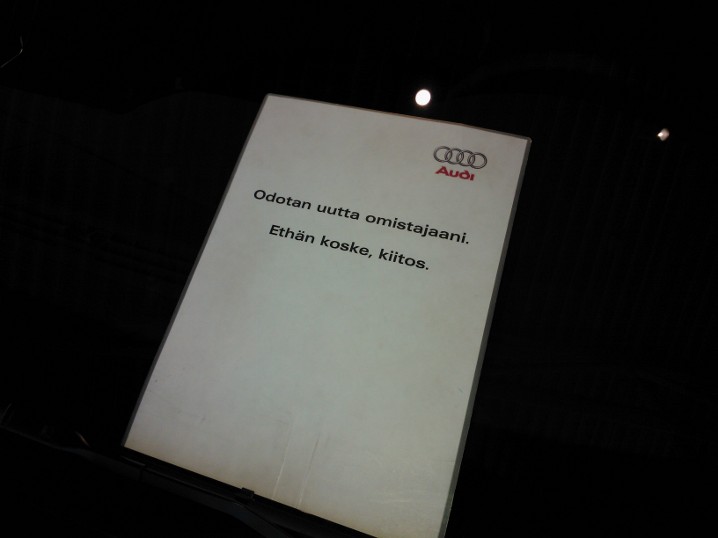 Audi
Odotan uutta omistajaani.
Ethän koske, kiitos.